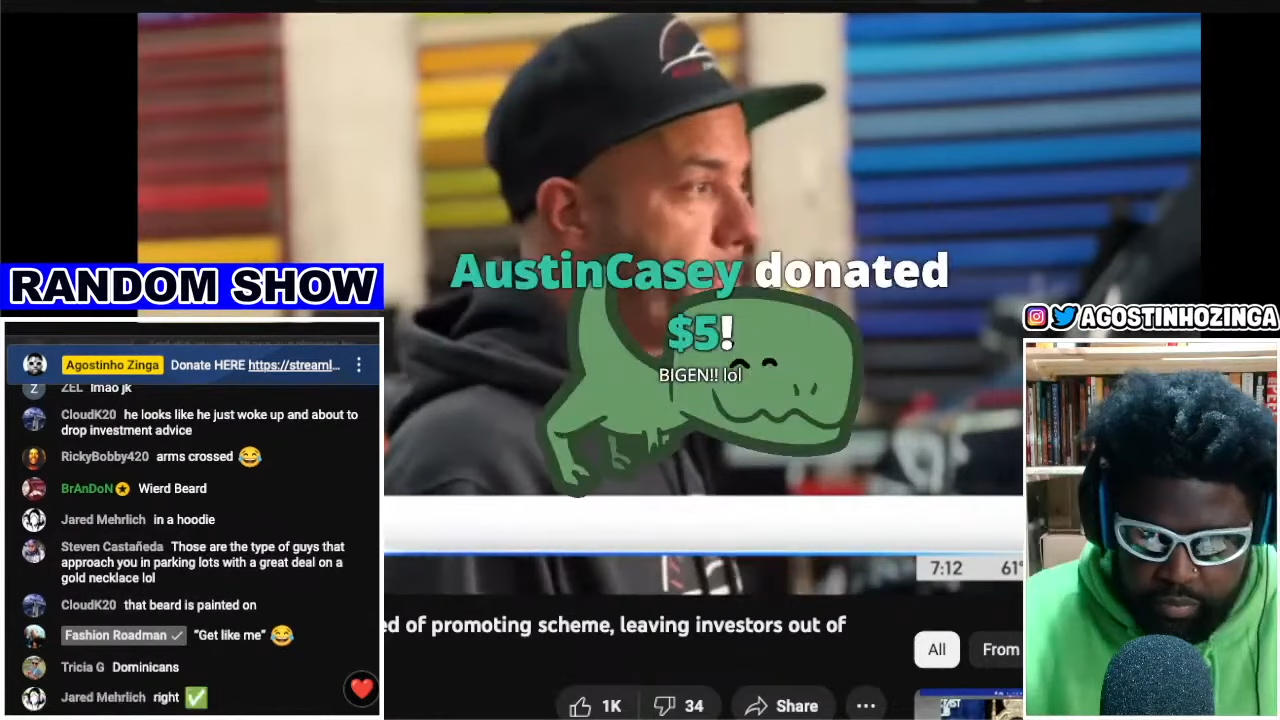 AustinCasey donated
$5!
BIGEN!! lol
RANDOM SHOW
Agostinho Zinga Donate HERE https://streaml...
Z ZEL lmao jk
CloudK20 he looks like he just woke up and about to
drop investment advice
RickyBobby420 arms crossed 😂
BrAnDoN Wierd Beard
Jared Mehrlich in a hoodie
Steven Castañeda Those are the type of guys that
approach you in parking lots with a great deal on a
gold necklace lol
CloudK20 that beard is painted on
Fashion Roadman “Get like me” 😂
Tricia G Dominicans
Jared Mehrlich right ✅
7:12 61°
ed of promoting scheme, leaving investors out of
All From
1K 34 Share ...
AGOSTINHOZINGA